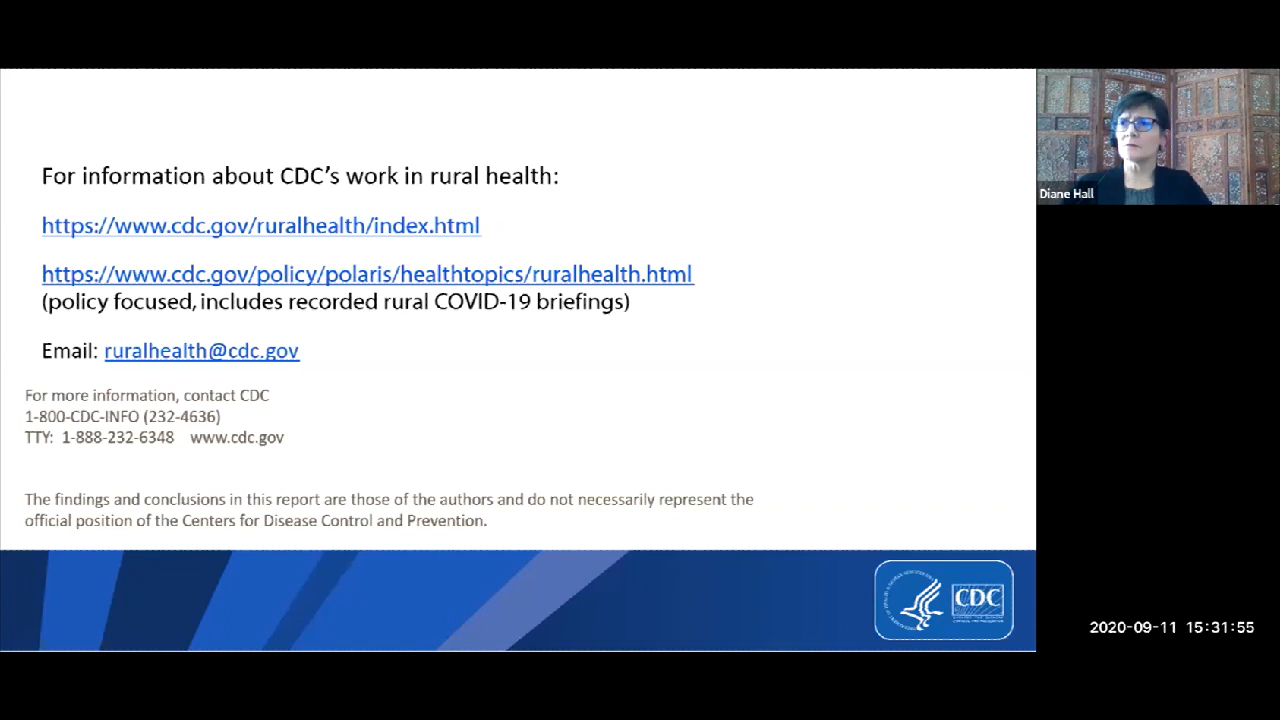 For information about CDC's work in rural health:
https://www.cdc.gov/ruralhealth/index.html
https://www.cdc.gov/policy/polaris/healthtopics/ruralhealth.html
(policy focused, includes recorded rural COVID-19 briefings)
Email: ruralhealth@cdc.gov
For more information, contact CDC
1-800-CDC-INFO (232-4636)
TTY:  1-888-232-6348    www.cdc.gov
The findings and conclusions in this report are those of the authors and do not necessarily represent the
official position of the Centers for Disease Control and Prevention.
CDC
Diane Hall
2020-09-11 15:31:55